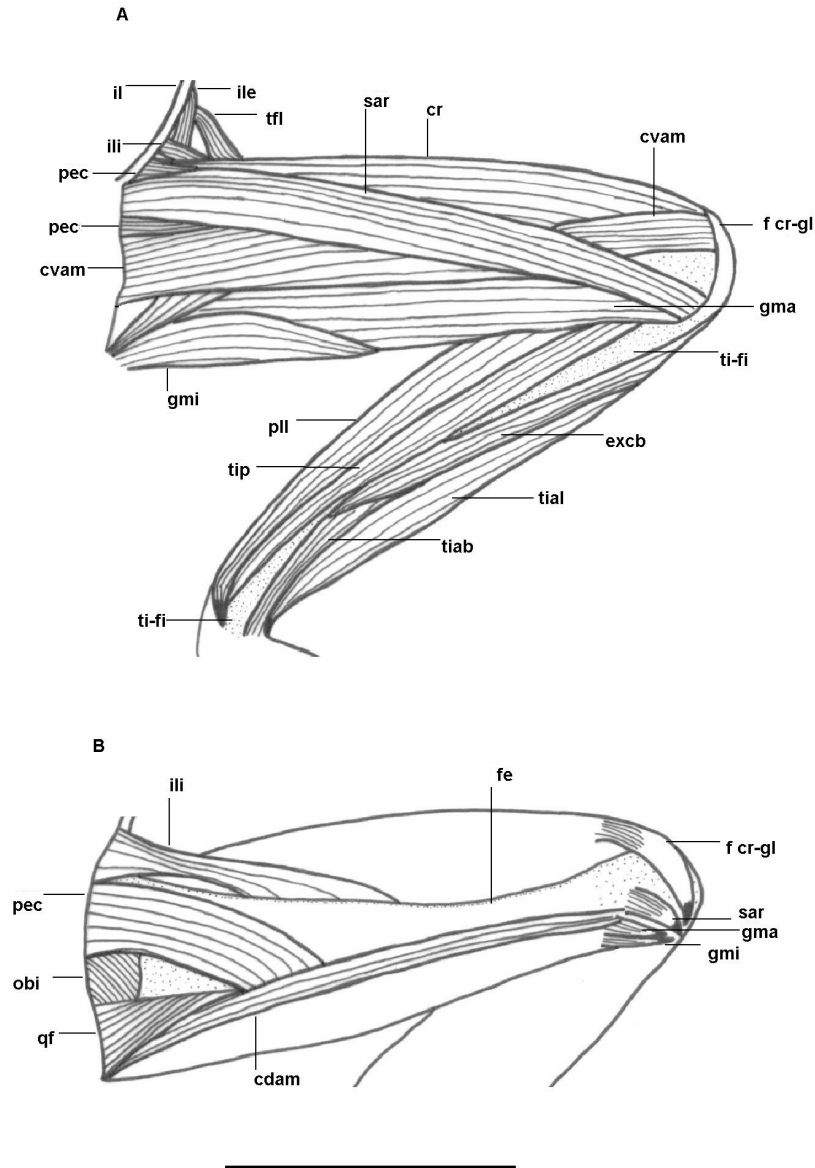 A
il
ile
tfl
sar
cr
ili
cvam
pec
pec
f cr-gl
cvam
gma
ti-fi
gmi
pll
excb
tip
tial
tiab
ti-fi
B
ili
fe
f cr-gl
pec
sar
gma
gmi
obi
qf
cdam